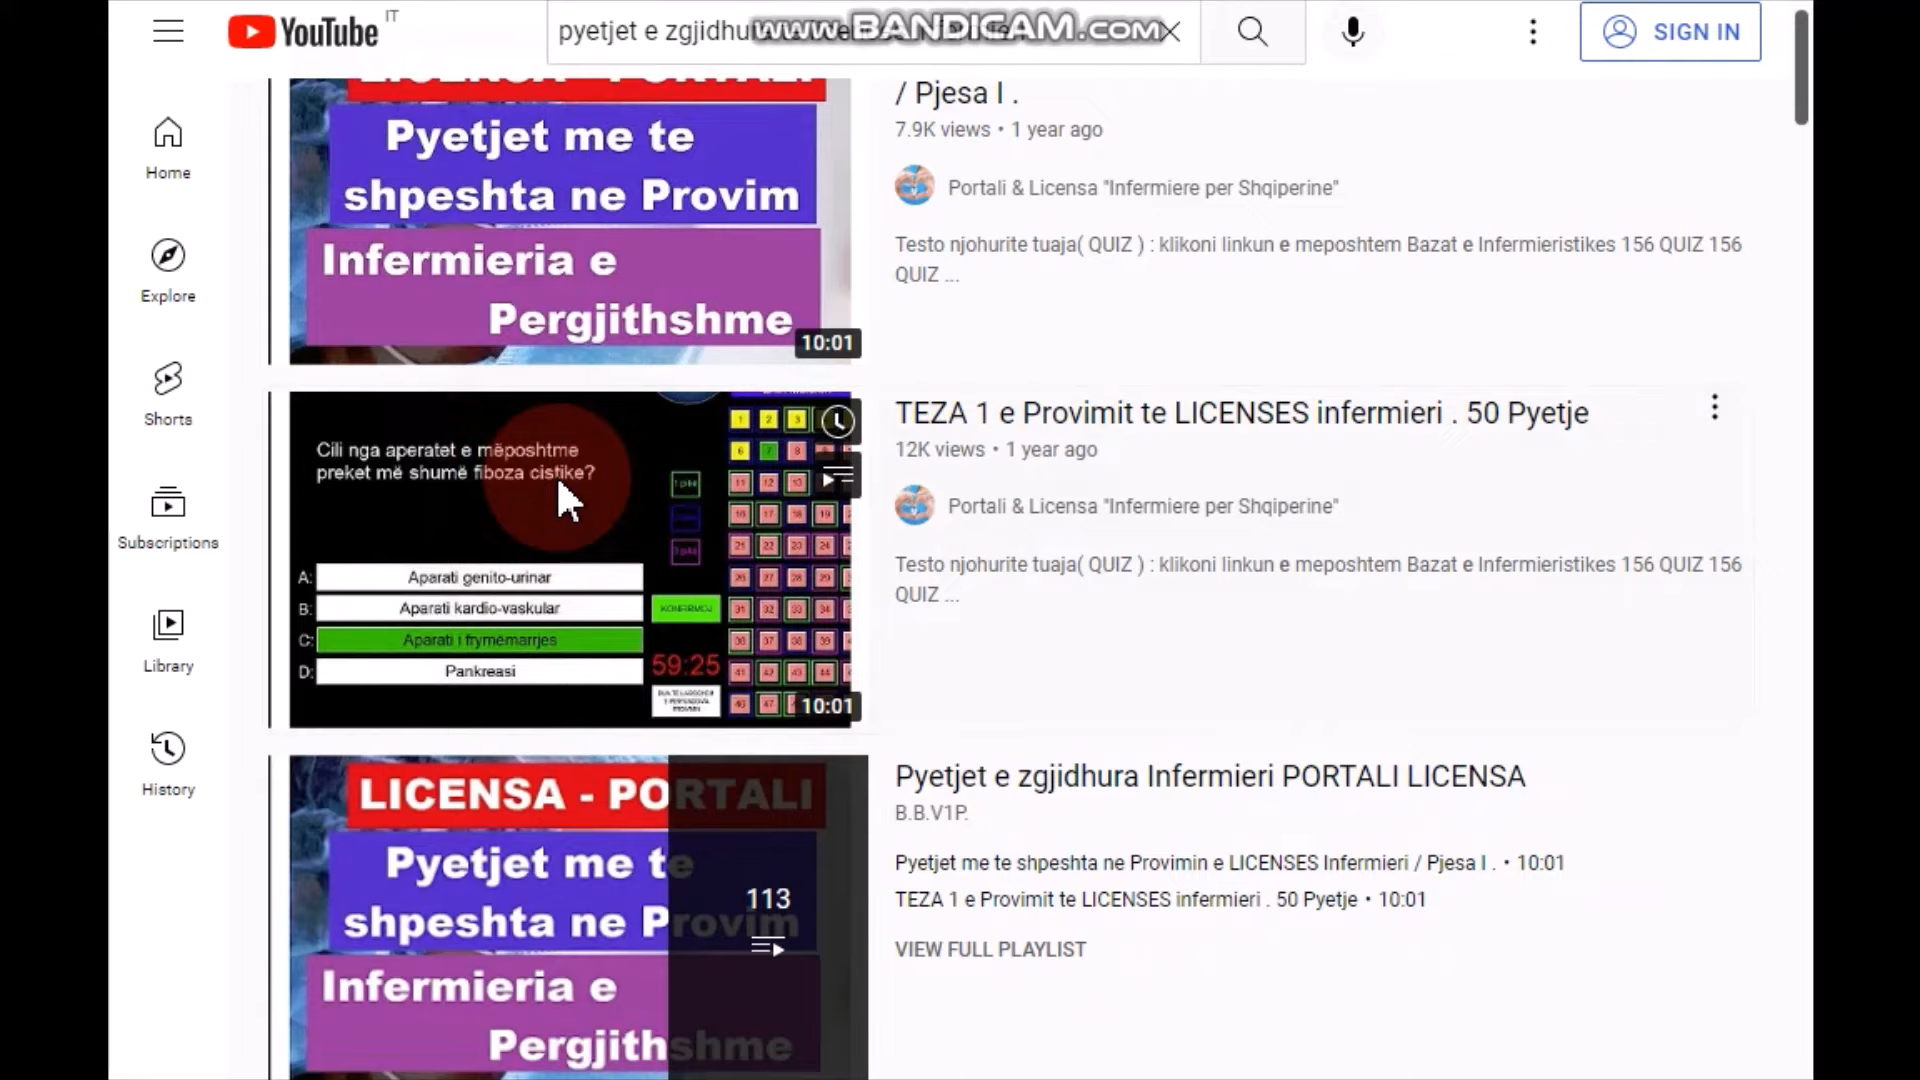 YouTube IT
pyetjet e zgjidhura
www.BANDICAM.com
SIGN IN
Home
Explore
Shorts
Subscriptions
Library
History
LICENSA - PORTALI
Pyetjet me te
shpeshta ne Provim
Infermieria e
Pergjithshme
10:01
/ Pjesa I .
7.9K views • 1 year ago
Portali & Licensa "Infermiere per Shqiperine"
Testo njohurite tuaja( QUIZ ) : klikoni linkun e meposhtem Bazat e Infermieristikes 156 QUIZ 156
QUIZ ...
Cili nga aperatet e mëposhtme
preket më shumë fiboza cistike?
A: Aparati genito-urinar
B: Aparati kardio-vaskular
C: Aparati i frymëmarrjes
D: Pankreasi
KONFIRMOJ
59:25
10:01
TEZA 1 e Provimit te LICENSES infermieri . 50 Pyetje
12K views • 1 year ago
Portali & Licensa "Infermiere per Shqiperine"
Testo njohurite tuaja( QUIZ ) : klikoni linkun e meposhtem Bazat e Infermieristikes 156 QUIZ 156
QUIZ ...
LICENSA - PORTALI
Pyetjet me te
shpeshta ne Provim
Infermieria e
Pergjithshme
113
Pyetjet e zgjidhura Infermieri PORTALI LICENSA
B.B.V1P.
Pyetjet me te shpeshta ne Provimin e LICENSES Infermieri / Pjesa I . • 10:01
TEZA 1 e Provimit te LICENSES infermieri . 50 Pyetje • 10:01
VIEW FULL PLAYLIST